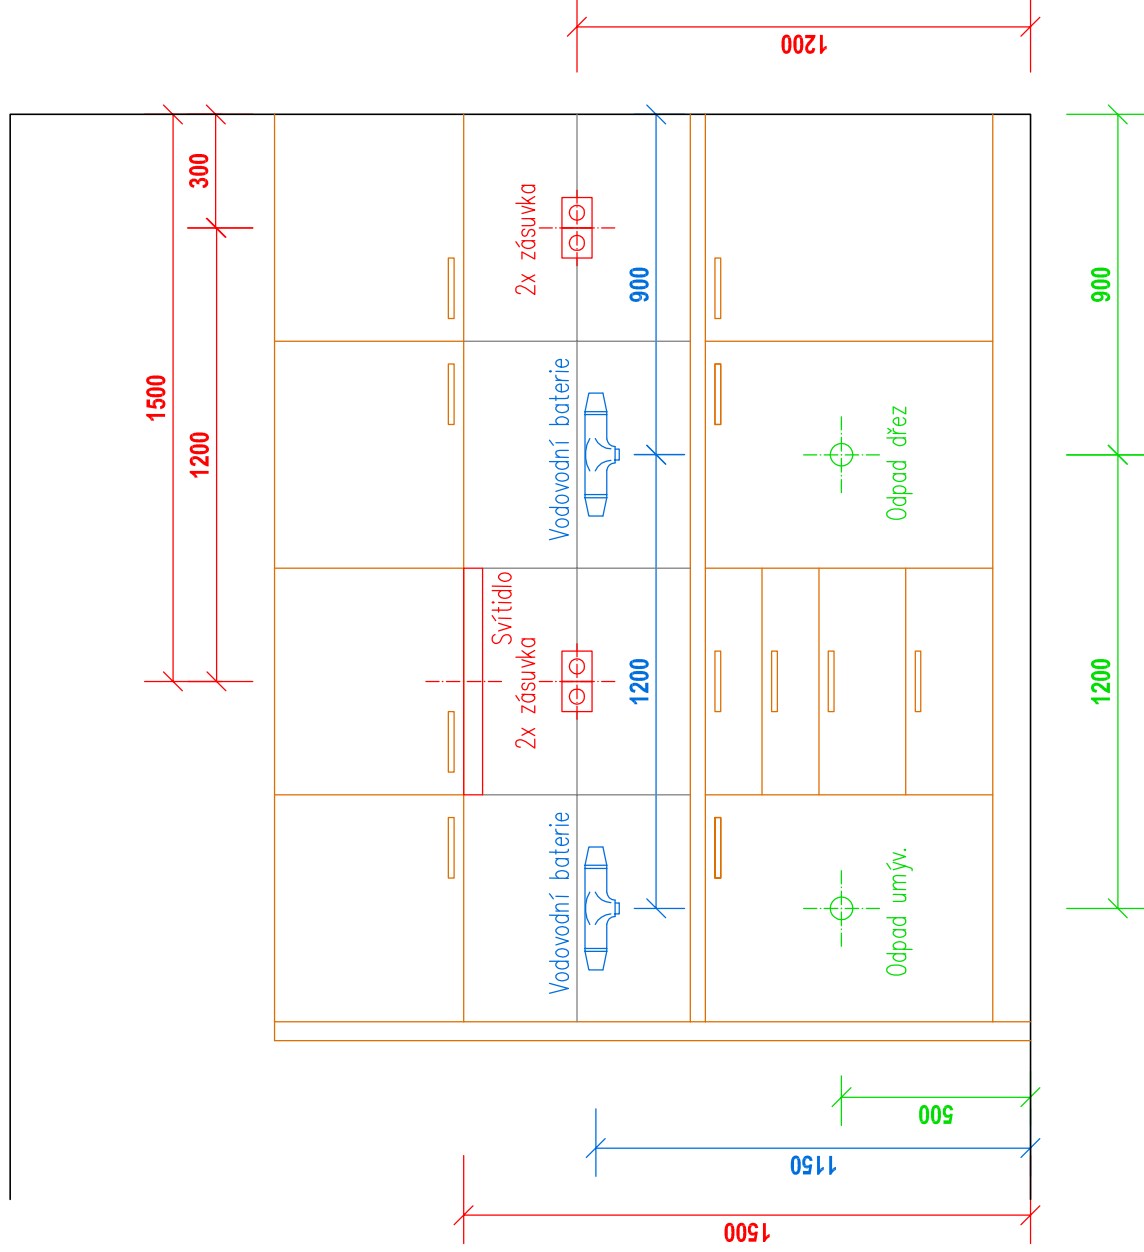 1200
300
1500
1200
2x zásuvka
900
Vodovodní baterie
900
Odpad dřez
Svítidlo
2x zásuvka
1200
1200
Vodovodní baterie
Odpad umýv.
500
1150
1500